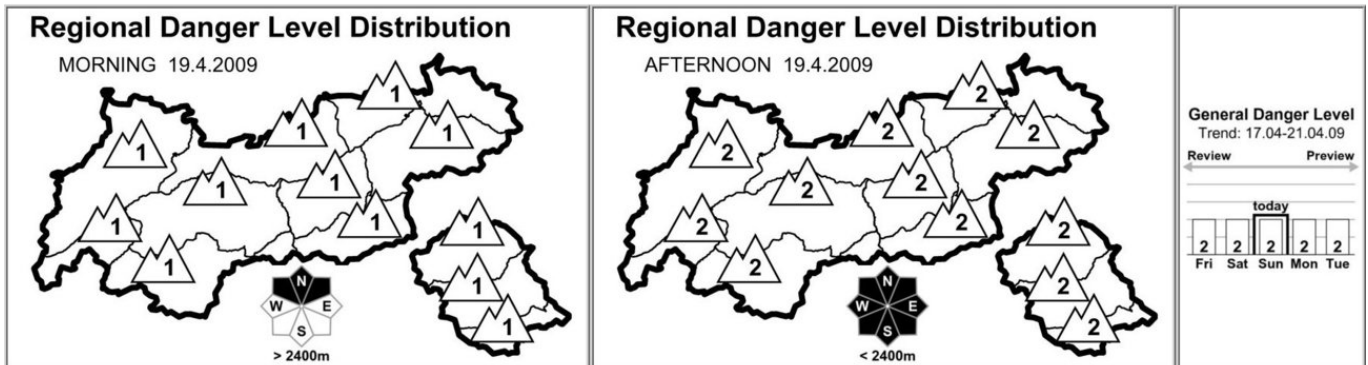 Regional Danger Level Distribution
MORNING 19.4.2009
1
1
1
1
1
1
1
1
1
1
1
1
N
W E
S
> 2400m
Regional Danger Level Distribution
AFTERNOON 19.4.2009
2
2
2
2
2
2
2
2
2
2
2
2
N
W E
S
< 2400m
General Danger Level
Trend: 17.04-21.04.09
Review Preview
today
2 2 2 2 2
Fri Sat Sun Mon Tue